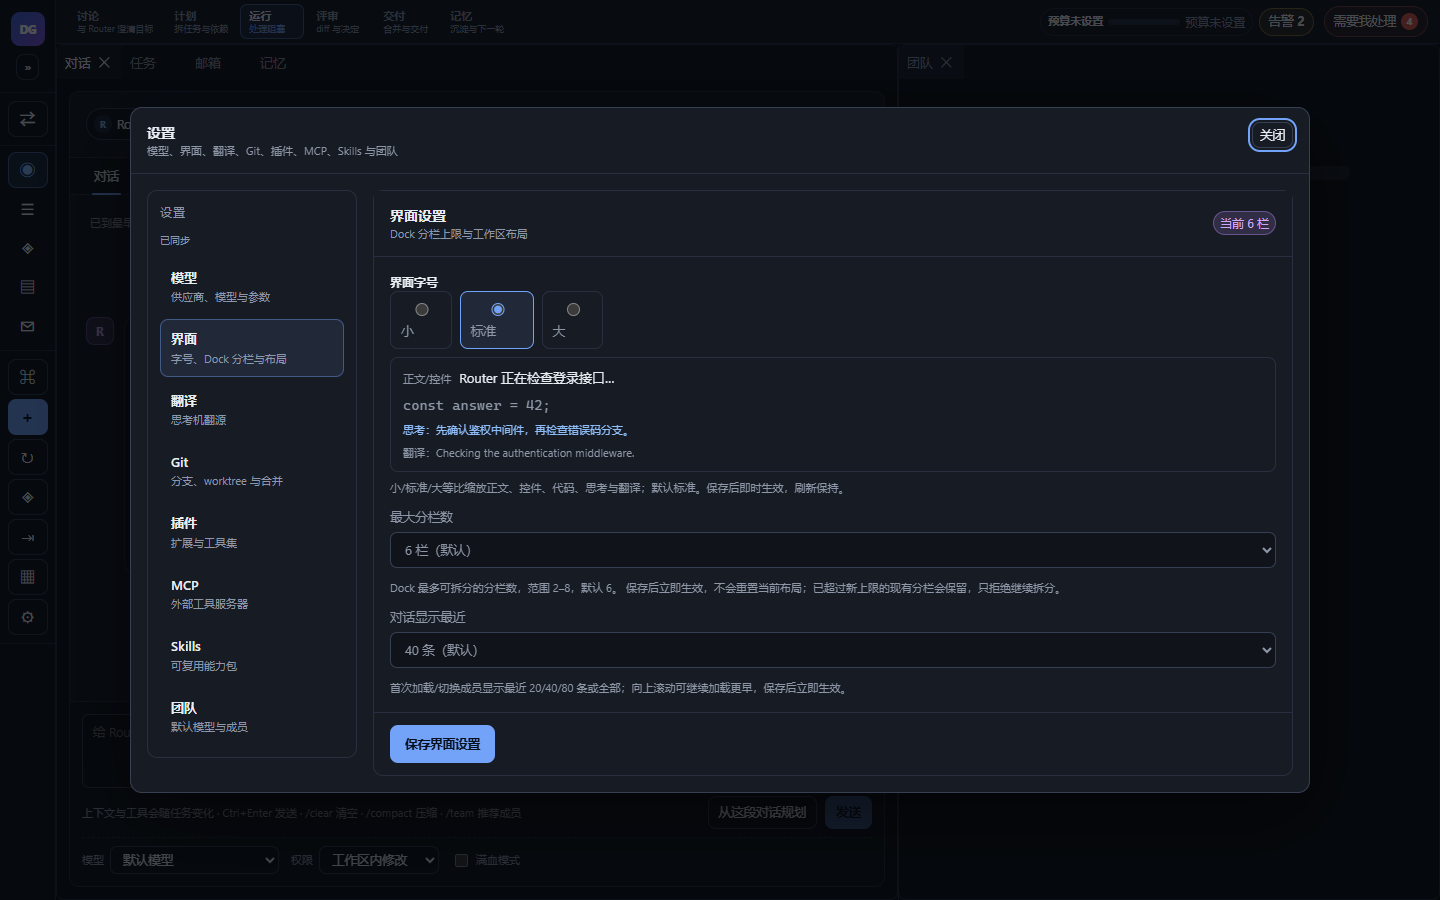 DG
讨论
与 Router 澄清目标
计划
拆任务与依赖
运行
处理阻塞
评审
diff 与决定
交付
合并与交付
记忆
沉淀与下一轮
预算未设置
预算未设置
告警 2
需要我处理 4
»
对话
任务
邮箱
记忆
团队
R
对话
R
设置
模型、界面、翻译、Git、插件、MCP、Skills 与团队
关闭
设置
已同步
模型
供应商、模型与参数
界面
字号、Dock 分栏与布局
翻译
思考机翻源
Git
分支、worktree 与合并
插件
扩展与工具集
MCP
外部工具服务器
Skills
可复用能力包
团队
默认模型与成员
界面设置
Dock 分栏上限与工作区布局
当前 6 栏
界面字号
小
标准
大
正文/控件 Router 正在检查登录接口...
const answer = 42;
思考：先确认鉴权中间件，再检查错误码分支。
翻译：Checking the authentication middleware.
小/标准/大等比缩放正文、控件、代码、思考与翻译；默认标准。保存后即时生效，刷新保持。
最大分栏数
6 栏（默认）
Dock 最多可拆分的分栏数，范围 2–8，默认 6。 保存后立即生效，不会重置当前布局；已超过新上限的现有分栏会保留，只拒绝继续拆分。
对话显示最近
40 条（默认）
首次加载/切换成员显示最近 20/40/80 条或全部；向上滚动可继续加载更早，保存后立即生效。
保存界面设置
给 Rou
上下文与工具会随任务变化 · Ctrl+Enter 发送 · /clear 清空 · /compact 压缩 · /team 推荐成员
从这段对话规划
发送
模型
默认模型
权限
工作区内修改
满血模式